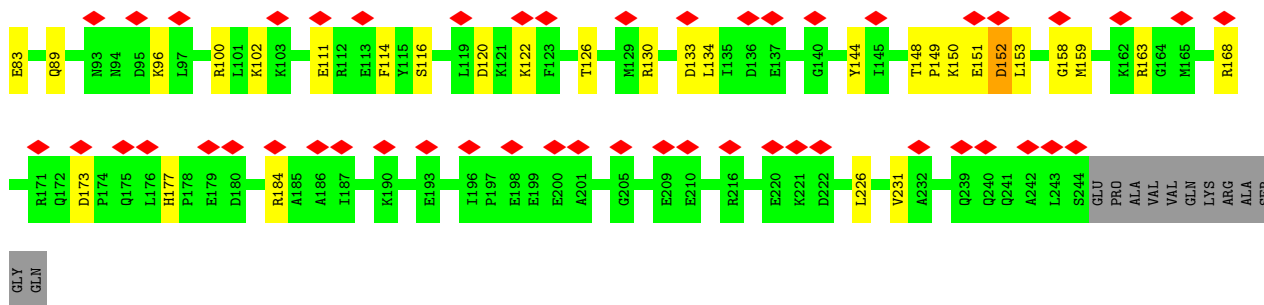 E83 Q89 N93 N94 D95 K96 L97 R100 L101 K102 K103 E111 R112 E113 F114 Y115 S116 L119 D120 K121 K122 F123 T126 M129 R130 D133 L134 I135 D136 E137 G140 Y144 I145 T148 P149 K150 E151 D152 L153 G158 M159 K162 R163 G164 M165 R168
R171 Q172 D173 P174 Q175 L176 H177 P178 E179 D180 R184 A185 A186 I187 K190 E193 I196 P197 E198 E199 E200 A201 G205 E209 E210 R216 E220 K221 D222 L226 V231 A232 Q239 Q240 Q241 A242 L243 S244 GLU PRO ALA VAL VAL GLN LYS ARG ALA SER
GLY GLN